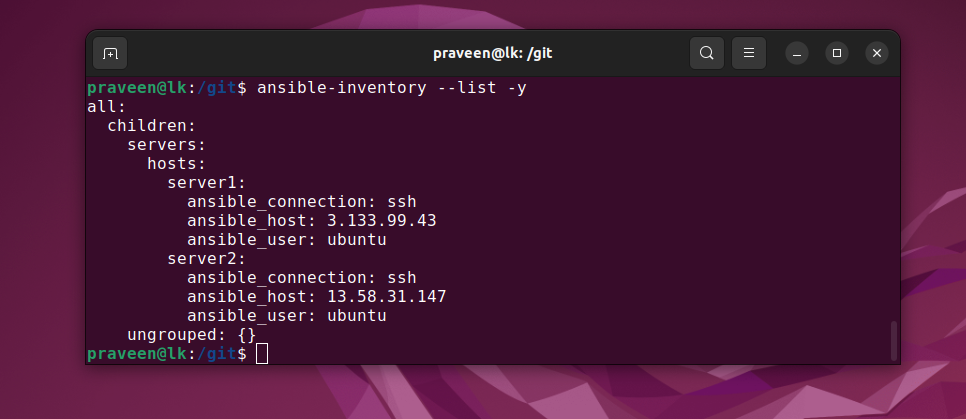 praveen@lk: /git
praveen@lk:/git$ ansible-inventory --list -y
all:
  children:
    servers:
      hosts:
        server1:
          ansible_connection: ssh
          ansible_host: 3.133.99.43
          ansible_user: ubuntu
        server2:
          ansible_connection: ssh
          ansible_host: 13.58.31.147
          ansible_user: ubuntu
    ungrouped: {}
praveen@lk:/git$